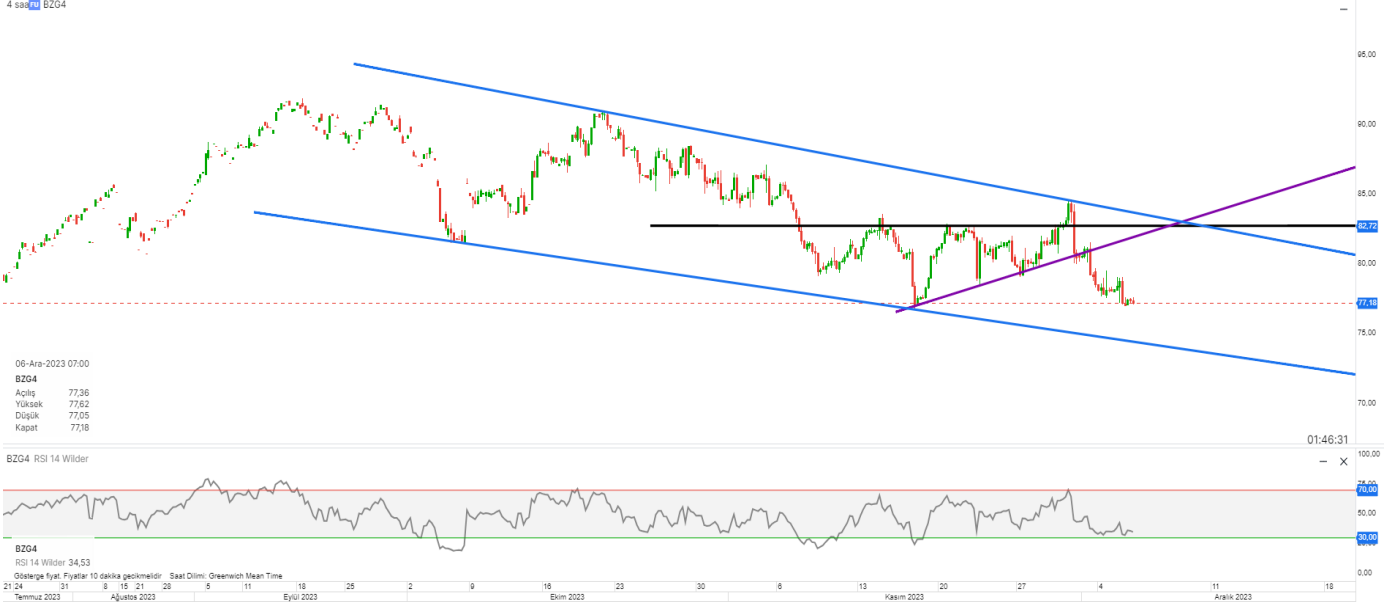 4 saa FU BZG4
95,00
90,00
85,00
82,72
80,00
77,18
75,00
70,00
06-Ara-2023 07:00
BZG4
Açılış 77,36
Yüksek 77,62
Düşük 77,05
Kapat 77,18
01:46:31
BZG4 RSI 14 Wilder
100,00
70,00
50,00
30,00
0,00
BZG4
RSI 14 Wilder 34,53
Gösterge fiyat. Fiyatlar 10 dakika gecikmelidir Saat Dilimi: Greenwich Mean Time
21 24 31 8 15 21 28 5 11 18 25 2 9 16 23 30 6 13 20 27 4 11 18
Temmuz 2023 Ağustos 2023 Eylül 2023 Ekim 2023 Kasım 2023 Aralık 2023